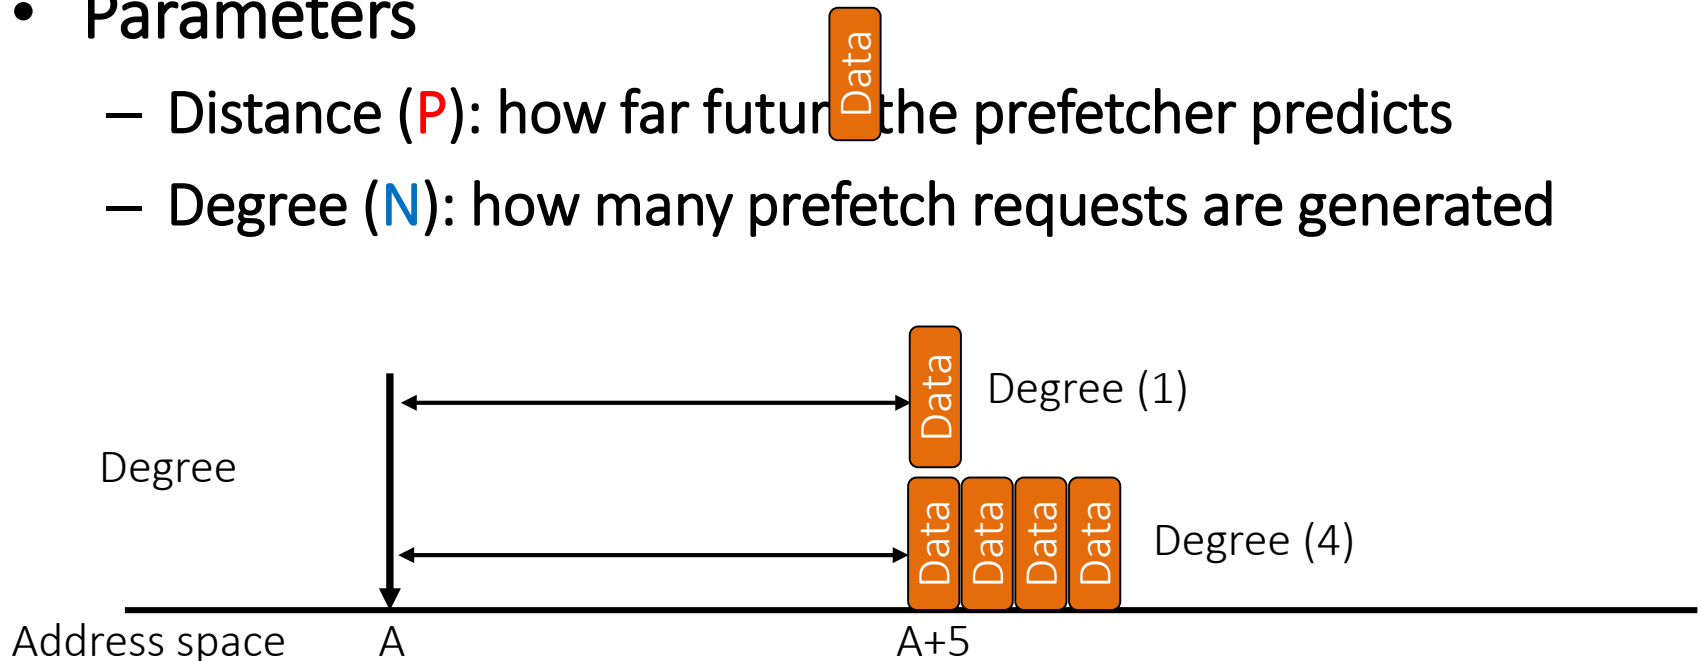 • Parameters
Data
– Distance (P): how far futur the prefetcher predicts
– Degree (N): how many prefetch requests are generated
Data
Degree (1)
Degree
Data Data Data Data
Degree (4)
Address space A A+5